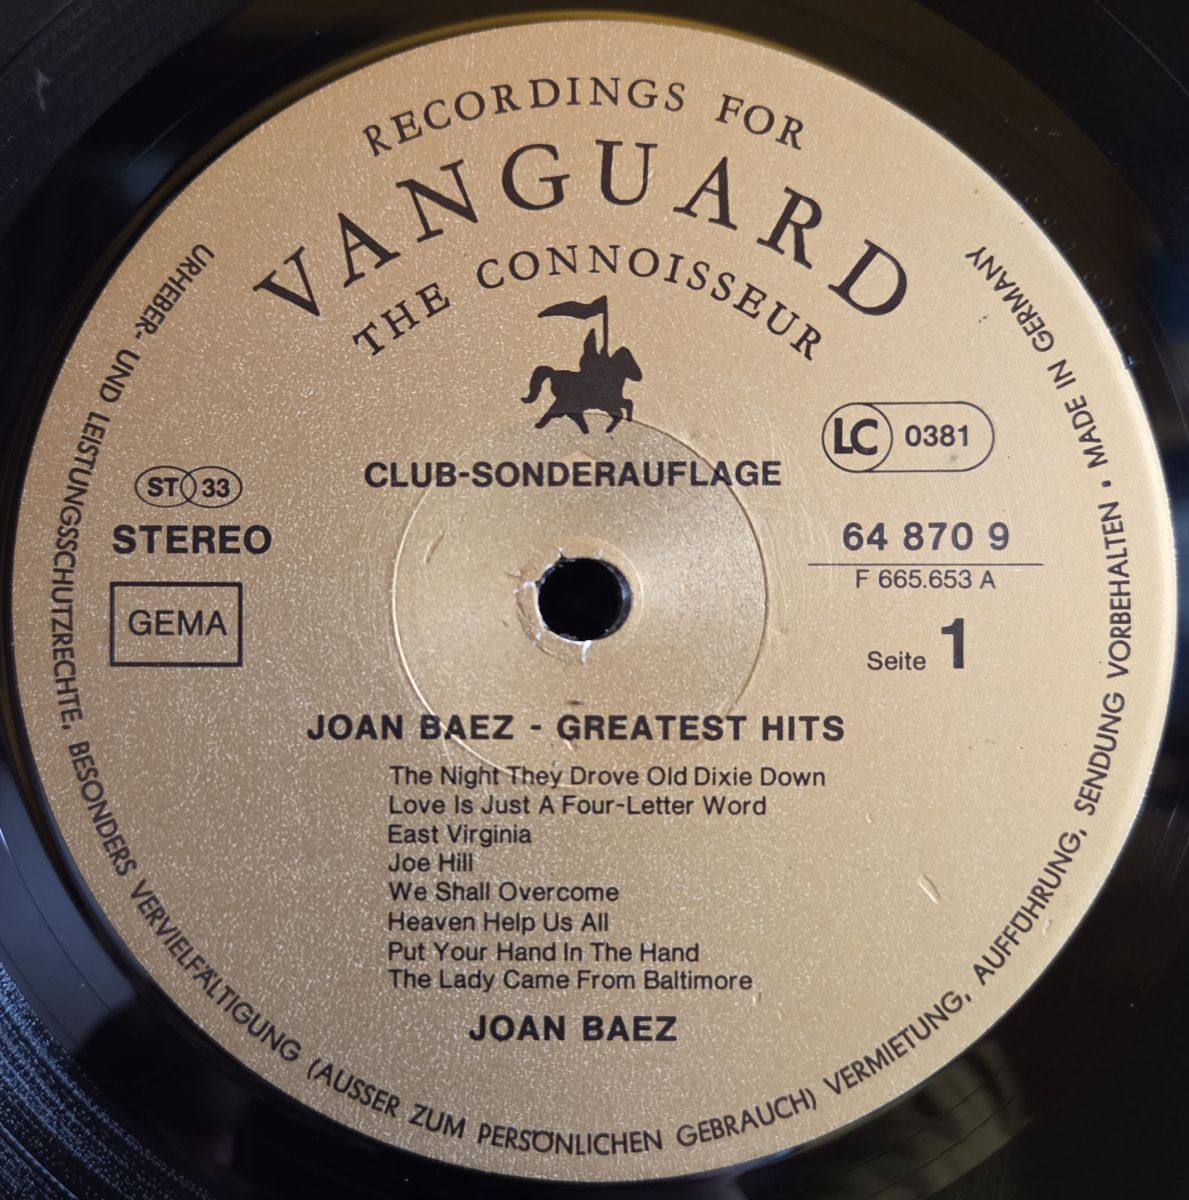 RECORDINGS FOR
VANGUARD
THE CONNOISSEUR
LC 0381
CLUB-SONDERAUFLAGE
ST 33
STEREO
GEMA
64 870 9
F 665.653 A
Seite 1
JOAN BAEZ - GREATEST HITS
The Night They Drove Old Dixie Down
Love Is Just A Four-Letter Word
East Virginia
Joe Hill
We Shall Overcome
Heaven Help Us All
Put Your Hand In The Hand
The Lady Came From Baltimore
JOAN BAEZ
URHEBER- UND LEISTUNGSSCHUTZRECHTE, BESONDERS VERVIELFÄLTIGUNG (AUSSER ZUM PERSÖNLICHEN GEBRAUCH) VERMIETUNG, AUFFÜHRUNG, SENDUNG VORBEHALTEN · MADE IN GERMANY